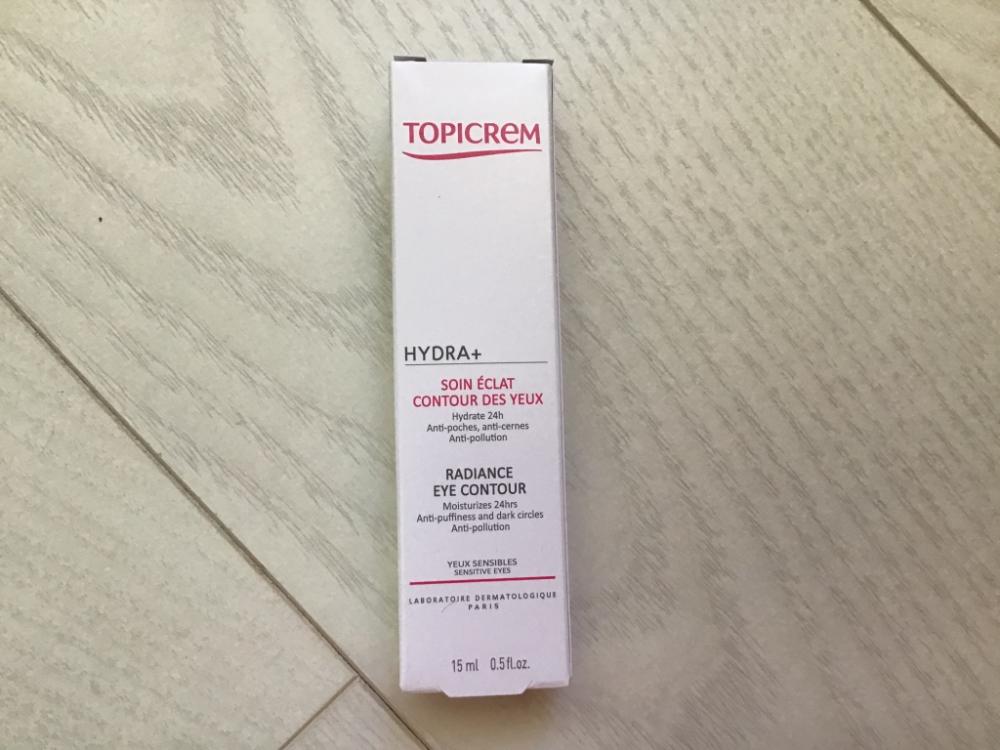 TOPICREM
HYDRA+
SOIN ÉCLAT
CONTOUR DES YEUX
Hydrate 24h
Anti-poches, anti-cernes
Anti-pollution
RADIANCE
EYE CONTOUR
Moisturizes 24hrs
Anti-puffiness and dark circles
Anti-pollution
YEUX SENSIBLES
SENSITIVE EYES
LABORATOIRE DERMATOLOGIQUE
PARIS
15 ml 0.5 fl.oz.